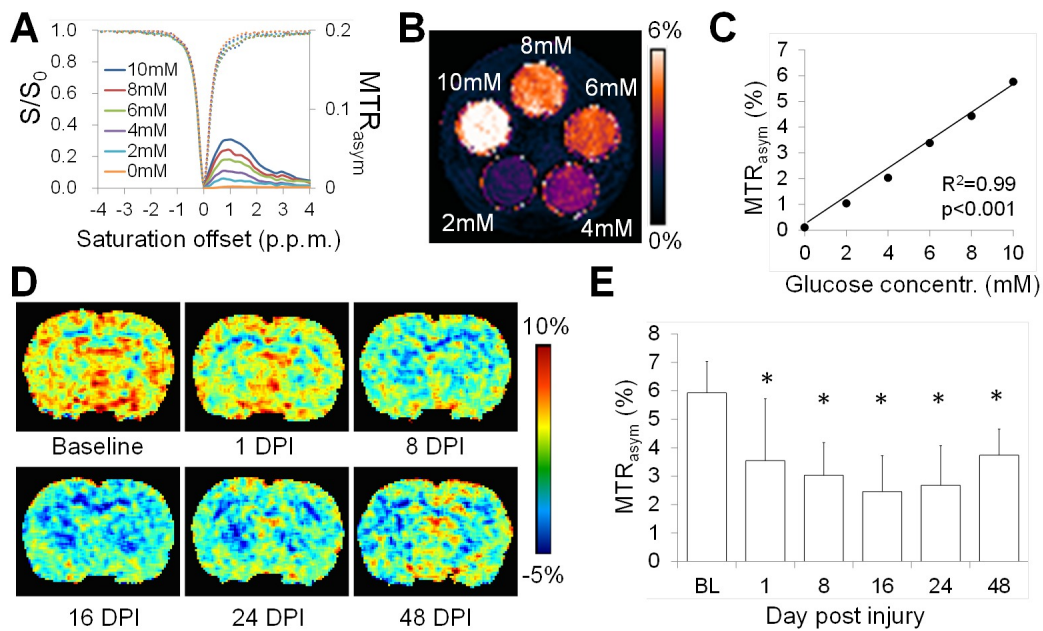 A
1.0
0.8
0.6
0.4
0.2
0.0
S/S0
10mM
8mM
6mM
4mM
2mM
0mM
0.2
0.1
0
MTRasym
-4 -3 -2 -1 0 1 2 3 4
Saturation offset (p.p.m.)
B
8mM
10mM
6mM
2mM
4mM
6%
0%
C
7
6
5
4
3
2
1
0
MTRasym (%)
R2=0.99
p<0.001
0 2 4 6 8 10
Glucose concentr. (mM)
D
Baseline
1 DPI
8 DPI
16 DPI
24 DPI
48 DPI
10%
-5%
E
8
7
6
5
4
3
2
1
0
MTRasym (%)
* * * * *
BL 1 8 16 24 48
Day post injury